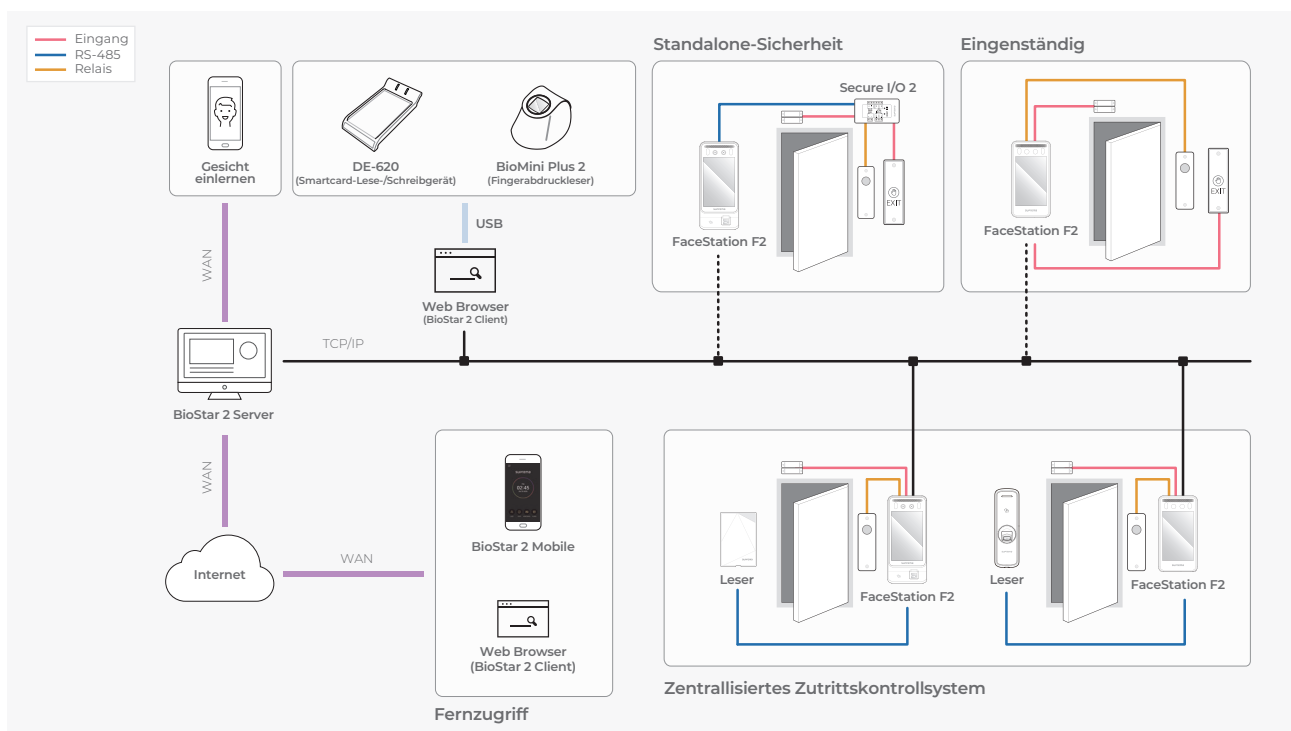 Eingang
RS-485
Relais
Gesicht
einlernen
DE-620
(Smartcard-Lese-/Schreibgerät)
BioMini Plus 2
(Fingerabdruckleser)
Standalone-Sicherheit
Secure I/O 2
EXIT
FaceStation F2
Eingenständig
EXIT
FaceStation F2
WAN
USB
Web Browser
(BioStar 2 Client)
TCP/IP
BioStar 2 Server
WAN
Internet
WAN
02:45
BioStar 2 Mobile
Web Browser
(BioStar 2 Client)
Fernzugriff
Leser
FaceStation F2
Leser
FaceStation F2
Zentrallisiertes Zutrittskontrollsystem